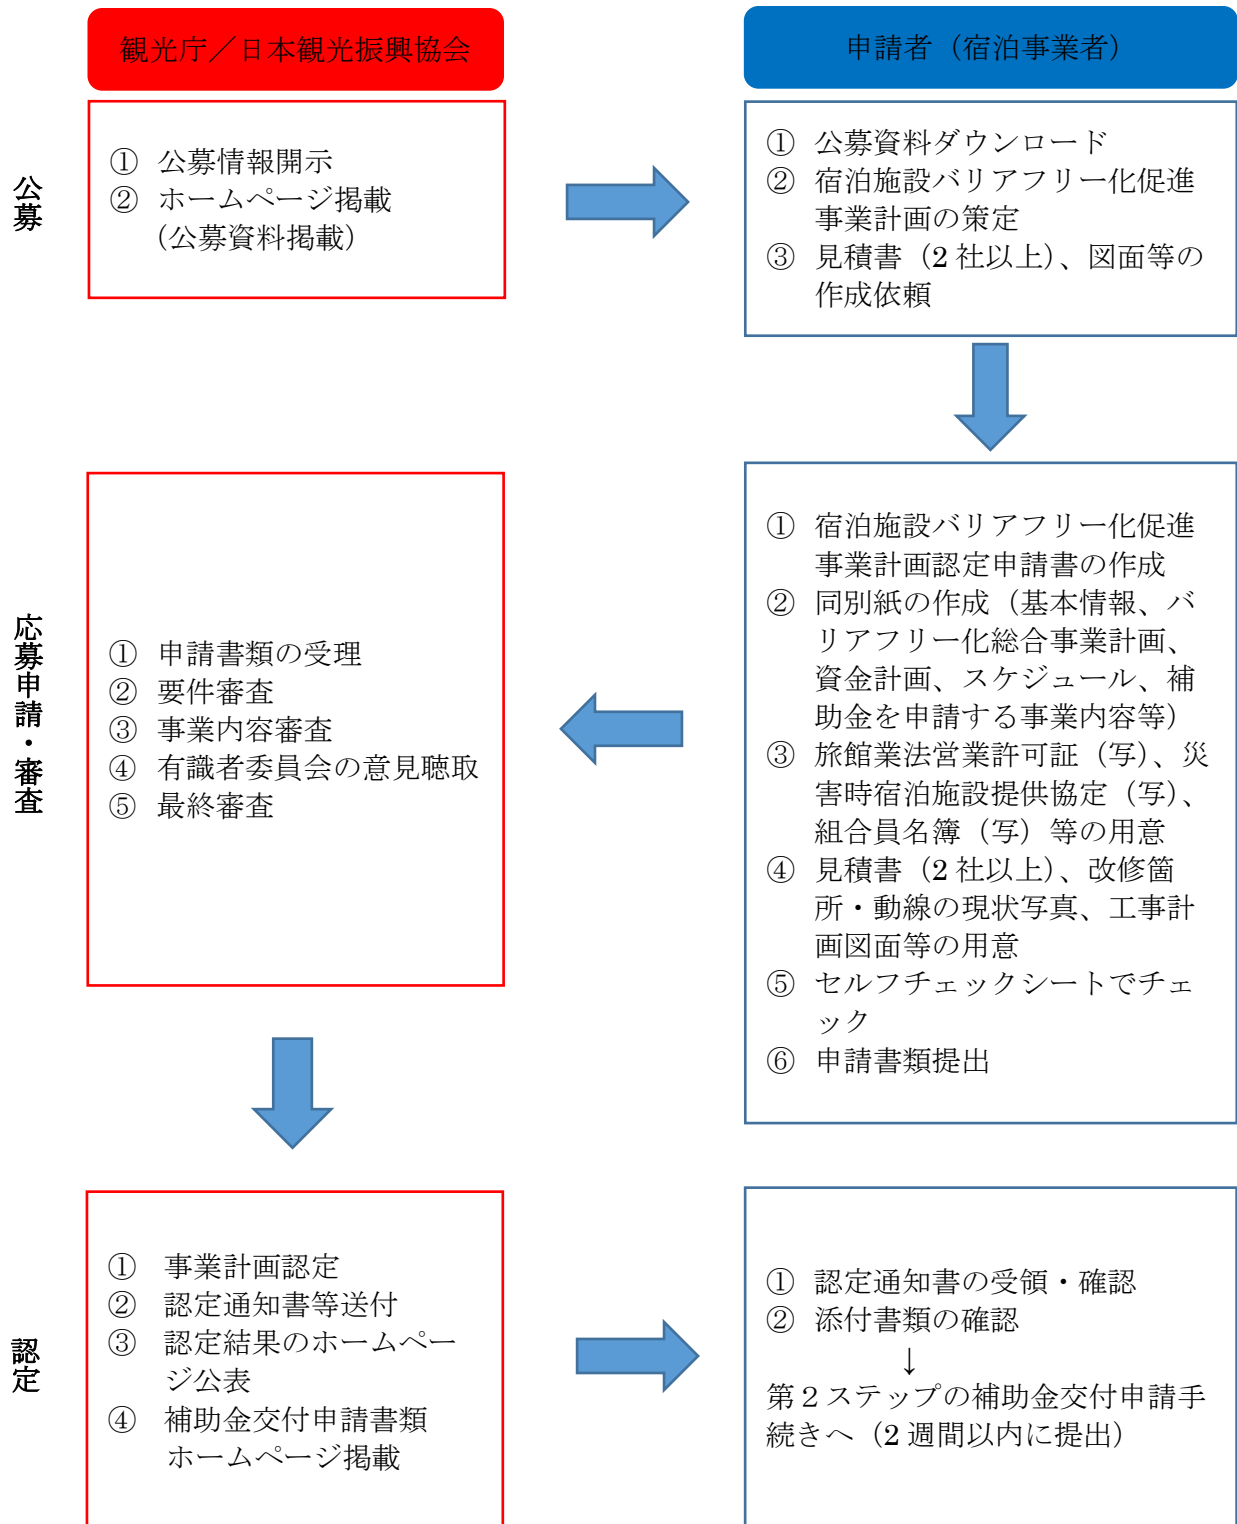 観光庁／日本観光振興協会
申請者（宿泊事業者）
公募
① 公募情報開示
② ホームページ掲載
（公募資料掲載）
① 公募資料ダウンロード
② 宿泊施設バリアフリー化促進
事業計画の策定
③ 見積書（2 社以上）、図面等の
作成依頼
応募申請・審査
① 申請書類の受理
② 要件審査
③ 事業内容審査
④ 有識者委員会の意見聴取
⑤ 最終審査
① 宿泊施設バリアフリー化促進
事業計画認定申請書の作成
② 同別紙の作成（基本情報、バ
リアフリー化総合事業計画、
資金計画、スケジュール、補
助金を申請する事業内容等）
③ 旅館業法営業許可証（写）、災
害時宿泊施設提供協定（写）、
組合員名簿（写）等の用意
④ 見積書（2 社以上）、改修箇
所・動線の現状写真、工事計
画図面等の用意
⑤ セルフチェックシートでチェ
ック
⑥ 申請書類提出
認定
① 事業計画認定
② 認定通知書等送付
③ 認定結果のホームペー
ジ公表
④ 補助金交付申請書類
ホームページ掲載
① 認定通知書の受領・確認
② 添付書類の確認
↓
第２ステップの補助金交付申請手
続きへ（2 週間以内に提出）